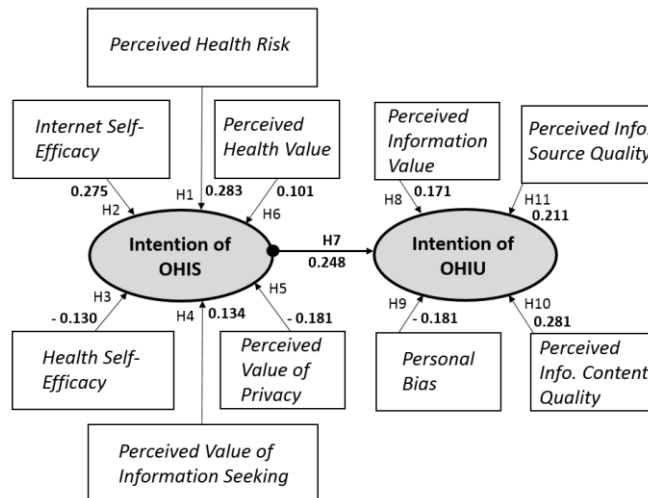 Perceived Health Risk
Internet Self-
Efficacy
Perceived
Health Value
Perceived
Information
Value
Perceived Info.
Source Quality
0.275
H2
H1
0.283
0.101
H6
H8
0.171
H11
0.211
Intention of
OHIS
H7
0.248
Intention of
OHIU
H3
- 0.130
H4
0.134
H5
- 0.181
H9
- 0.181
H10
0.281
Health Self-
Efficacy
Perceived
Value of
Privacy
Personal
Bias
Perceived
Info. Content
Quality
Perceived Value of
Information Seeking